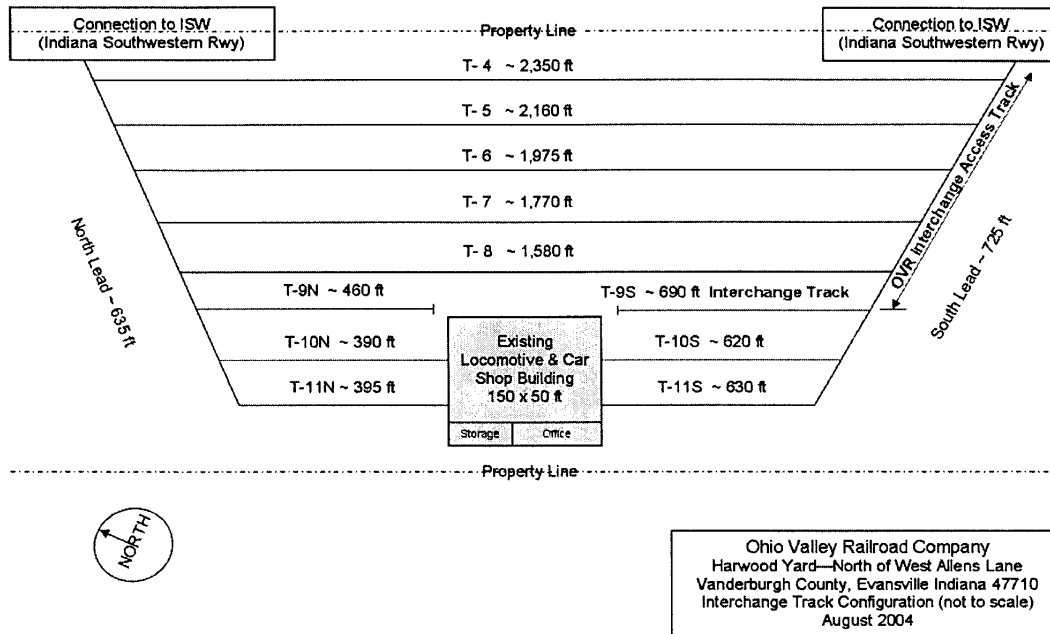 Connection to ISW
(Indiana Southwestern Rwy)
Property Line
Connection to ISW
(Indiana Southwestern Rwy)
T- 4 ~ 2,350 ft
T- 5 ~ 2,160 ft
T- 6 ~ 1,975 ft
T- 7 ~ 1,770 ft
T- 8 ~ 1,580 ft
North Lead ~ 635 ft
OVR Interchange Access Track
South Lead ~ 725 ft
T-9N ~ 460 ft
T-9S ~ 690 ft Interchange Track
T-10N ~ 390 ft
T-10S ~ 620 ft
T-11N ~ 395 ft
T-11S ~ 630 ft
Existing
Locomotive & Car
Shop Building
150 x 50 ft
Storage
Office
Property Line
NORTH
Ohio Valley Railroad Company
Harwood Yard—North of West Allens Lane
Vanderburgh County, Evansville Indiana 47710
Interchange Track Configuration (not to scale)
August 2004